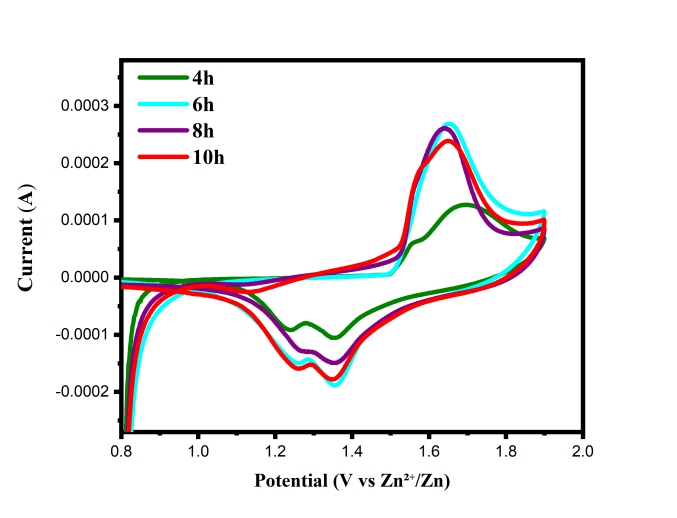 4h
6h
8h
10h
0.0003
0.0002
0.0001
0.0000
-0.0001
-0.0002
Current (A)
0.8 1.0 1.2 1.4 1.6 1.8 2.0
Potential (V vs Zn²⁺/Zn)